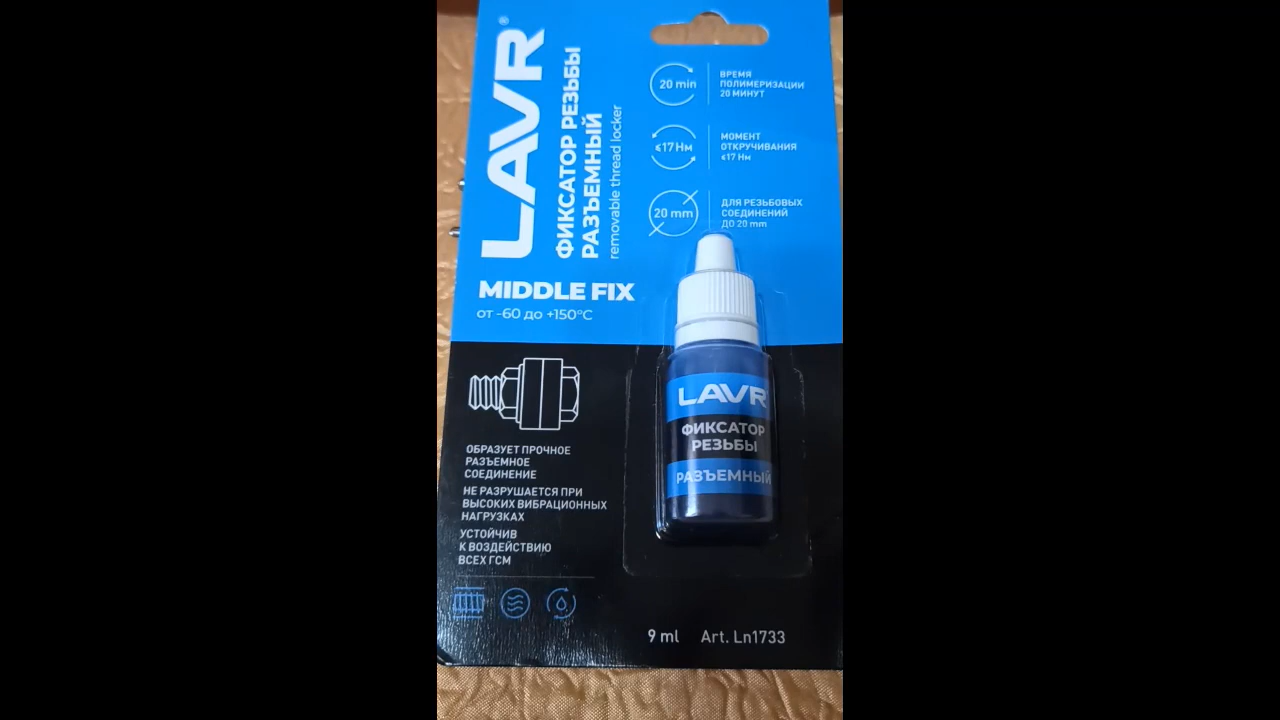 LAVR®
ФИКСАТОР РЕЗЬБЫ
РАЗЪЕМНЫЙ
removable thread locker
MIDDLE FIX
от -60 до +150°C
20 min
ВРЕМЯ
ПОЛИМЕРИЗАЦИИ
20 МИНУТ
≤17 Нм
МОМЕНТ
ОТКРУЧИВАНИЯ
≤17 Нм
20 mm
ДЛЯ РЕЗЬБОВЫХ
СОЕДИНЕНИЙ
ДО 20 mm
ОБРАЗУЕТ ПРОЧНОЕ
РАЗЪЕМНОЕ
СОЕДИНЕНИЕ
НЕ РАЗРУШАЕТСЯ ПРИ
ВЫСОКИХ ВИБРАЦИОННЫХ
НАГРУЗКАХ
УСТОЙЧИВ
К ВОЗДЕЙСТВИЮ
ВСЕХ ГСМ
LAVR
ФИКСАТОР
РЕЗЬБЫ
РАЗЪЕМНЫЙ
9 ml Art. Ln1733